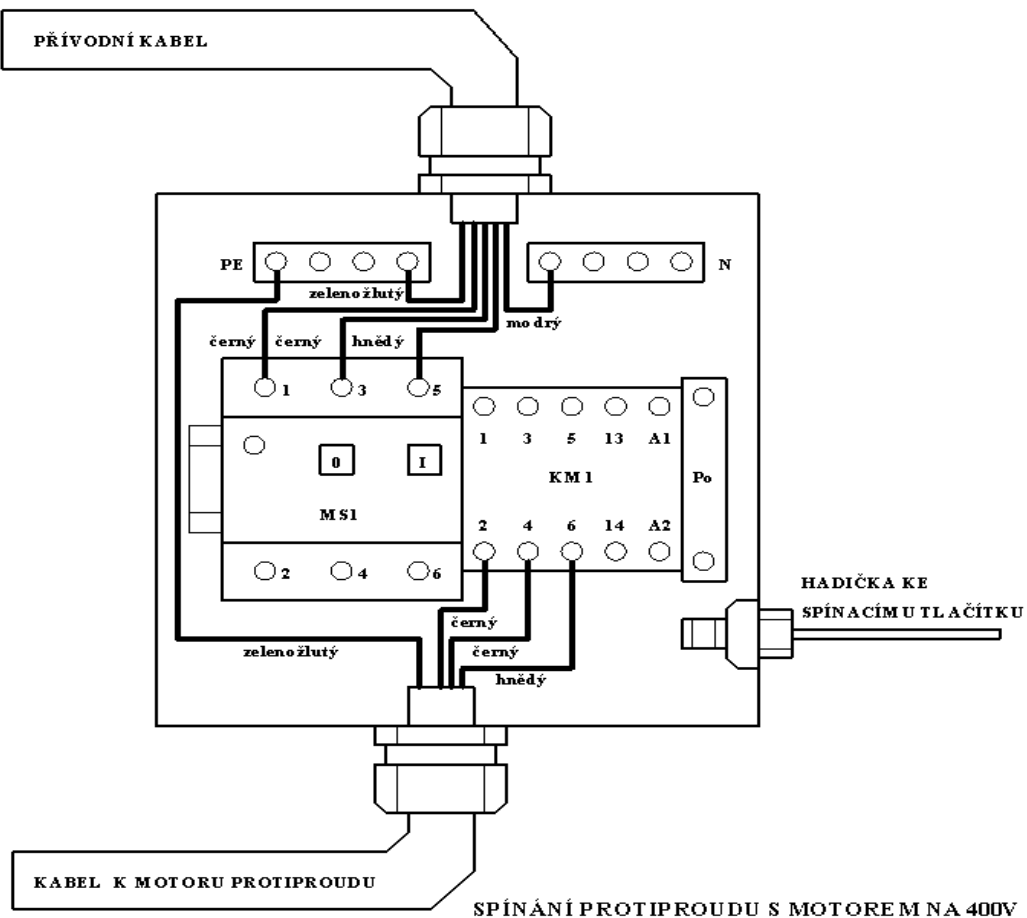 PŘÍVODNÍ KABEL
PE
N
zelenožlutý
modrý
černý černý hnědý
1 3 5
1 3 5 13 A1
0 I
KM1 Po
MS1
2 4 6 14 A2
2 4 6
HADIČKA KE
SPÍNACÍMU TLAČÍTKU
černý
zelenožlutý
černý
hnědý
KABEL K MOTORU PROTIPROUDU
SPÍNÁNÍ PROTIPROUDU S MOTOREM NA 400V